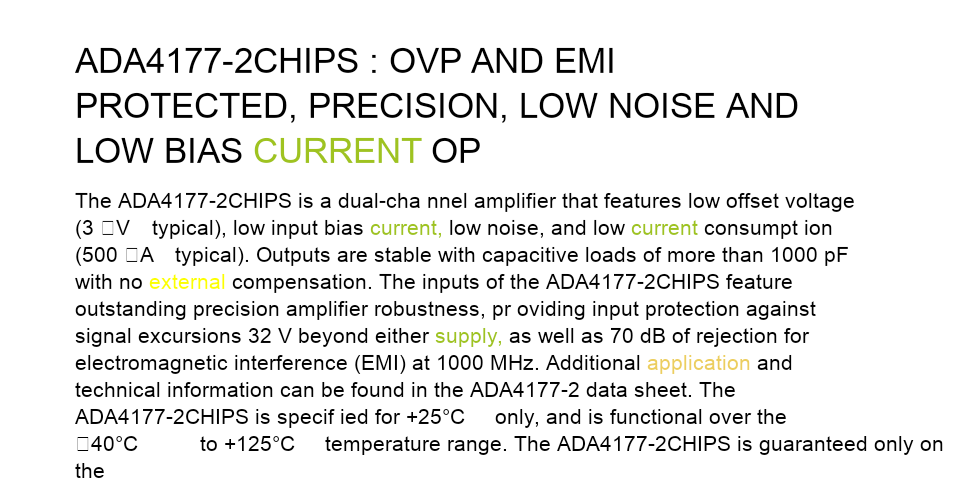 ADA4177-2CHIPS : OVP AND EMI
PROTECTED, PRECISION, LOW NOISE AND
LOW BIAS CURRENT OP
The ADA4177-2CHIPS is a dual-cha nnel amplifier that features low offset voltage
(3 □V typical), low input bias current, low noise, and low current consumpt ion
(500 □A typical). Outputs are stable with capacitive loads of more than 1000 pF
with no external compensation. The inputs of the ADA4177-2CHIPS feature
outstanding precision amplifier robustness, pr oviding input protection against
signal excursions 32 V beyond either supply, as well as 70 dB of rejection for
electromagnetic interference (EMI) at 1000 MHz. Additional application and
technical information can be found in the ADA4177-2 data sheet. The
ADA4177-2CHIPS is specif ied for +25°C only, and is functional over the
□40°C to +125°C temperature range. The ADA4177-2CHIPS is guaranteed only on
the